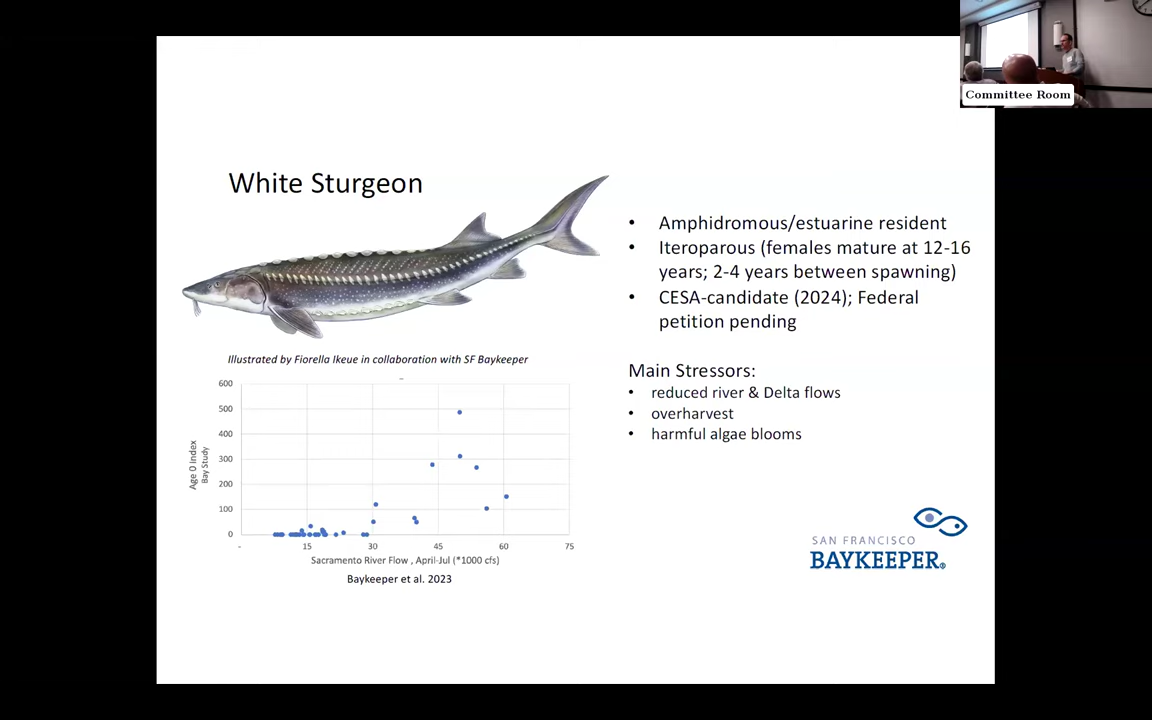 Committee Room
White Sturgeon
Illustrated by Fiorella Ikeue in collaboration with SF Baykeeper
600
500
400
300
200
100
0
Age 0 Index
Bay Study
-
15
30
45
60
75
Sacramento River Flow , April-Jul (*1000 cfs)
Baykeeper et al. 2023
• Amphidromous/estuarine resident
• Iteroparous (females mature at 12-16
years; 2-4 years between spawning)
• CESA-candidate (2024); Federal
petition pending
Main Stressors:
• reduced river & Delta flows
• overharvest
• harmful algae blooms
SAN FRANCISCO
BAYKEEPER®